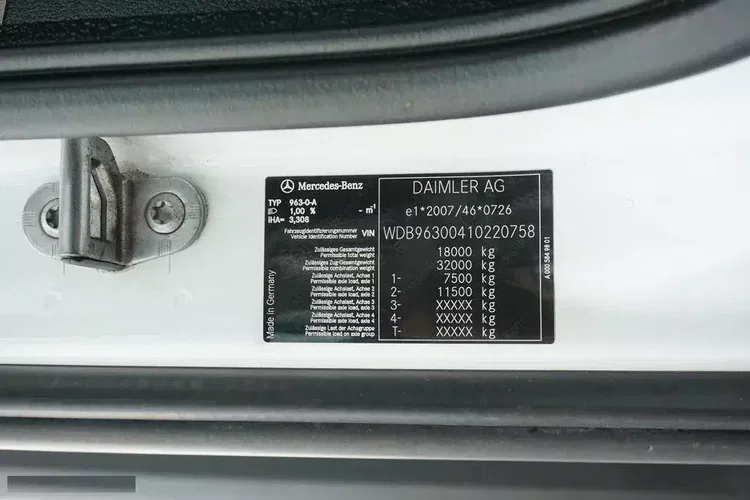 Mercedes-Benz
DAIMLER AG
TYP 963-0-A
1,00 % - m⁻¹
iHA= 3,308
e1*2007/46*0726
Fahrzeugidentifizierungsnummer
Vehicle Identification Number VIN
WDB96300410220758
Zulässiges Gesamtgewicht
Permissible total weight
18000 kg
Zulässiges Zug-Gesamtgewicht
Permissible combination weight
32000 kg
Zulässige Achslast, Achse 1
Permissible axle load, axle 1
1- 7500 kg
Zulässige Achslast, Achse 2
Permissible axle load, axle 2
2- 11500 kg
Zulässige Achslast, Achse 3
Permissible axle load, axle 3
3- XXXXX kg
Zulässige Achslast, Achse 4
Permissible axle load, axle 4
4- XXXXX kg
Zulässige Last der Achsgruppe
Permissible load on axle group
T- XXXXX kg
Made in Germany
A 000 584 98 01